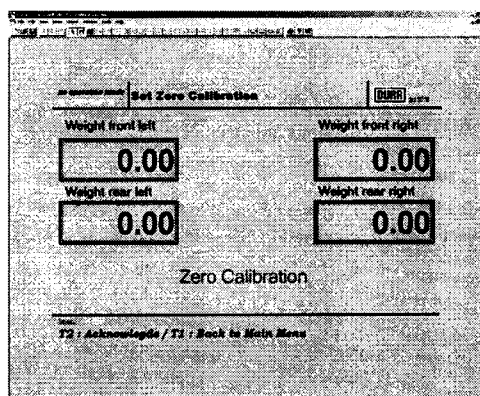 Set Zero Calibration
DURR
Weight front left
Weight front right
0.00
0.00
Weight rear left
Weight rear right
0.00
0.00
Zero Calibration
T2 : Acknowlegde / T1 : Back to Main Menu